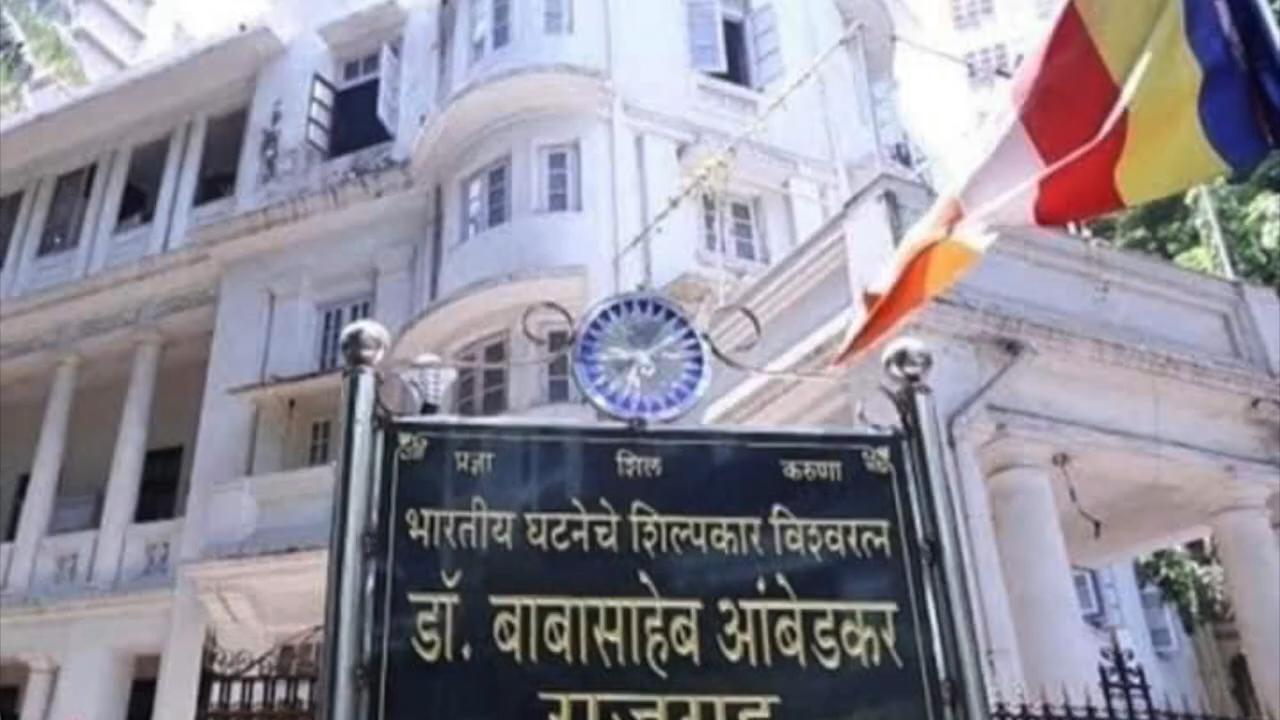 प्रज्ञा शिल करुणा
भारतीय घटनेचे शिल्पकार विश्वरत्न
डॉ. बाबासाहेब आंबेडकर